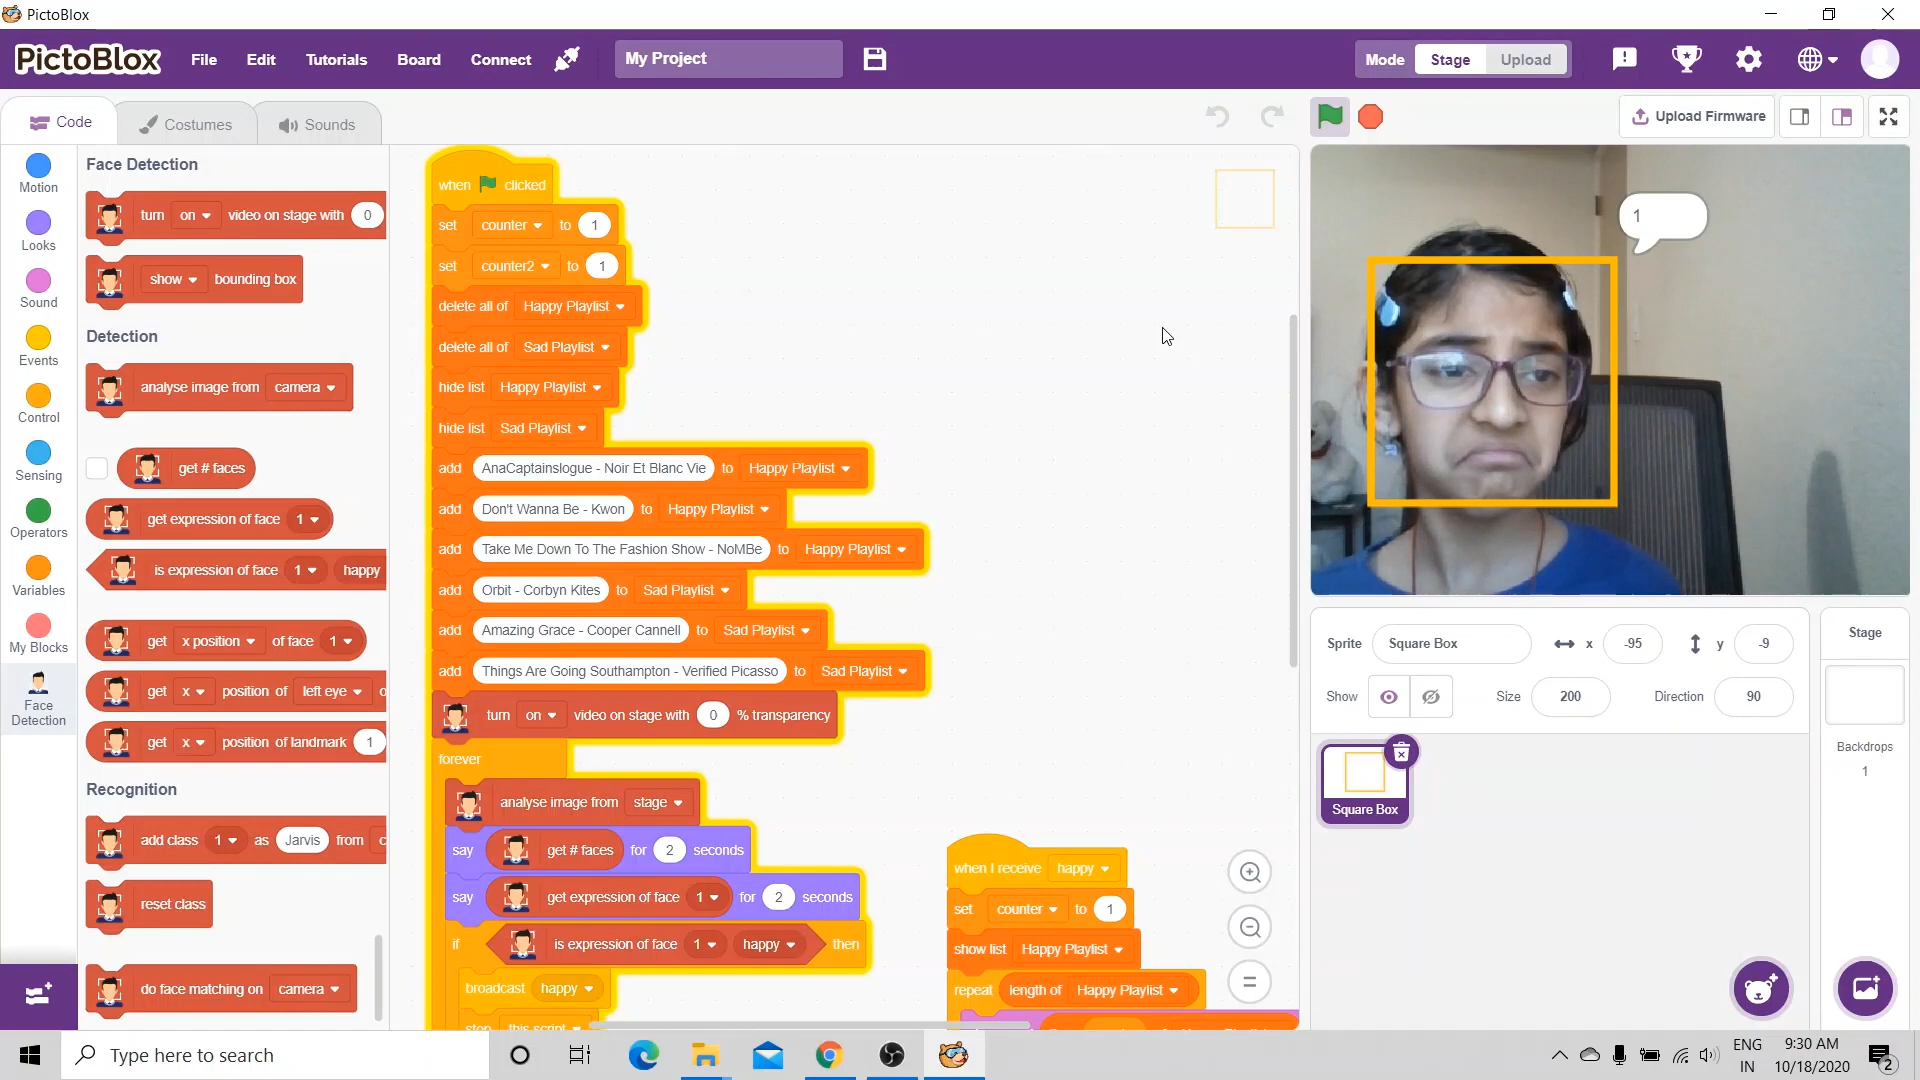 PictoBlox
PictoBlox
File
Edit
Tutorials
Board
Connect
My Project
Mode
Stage
Upload
Code
Costumes
Sounds
Upload Firmware
Motion
Looks
Sound
Events
Control
Sensing
Operators
Variables
My Blocks
Face
Detection
Face Detection
turn on video on stage with 0
show bounding box
Detection
analyse image from camera
get # faces
get expression of face 1
is expression of face 1 happy
get x position of face 1
get x position of left eye
get x position of landmark 1
Recognition
add class 1 as Jarvis from
reset class
do face matching on camera
when clicked
set counter to 1
set counter2 to 1
delete all of Happy Playlist
delete all of Sad Playlist
hide list Happy Playlist
hide list Sad Playlist
add AnaCaptainslogue - Noir Et Blanc Vie to Happy Playlist
add Don't Wanna Be - Kwon to Happy Playlist
add Take Me Down To The Fashion Show - NoMBe to Happy Playlist
add Orbit - Corbyn Kites to Sad Playlist
add Amazing Grace - Cooper Cannell to Sad Playlist
add Things Are Going Southampton - Verified Picasso to Sad Playlist
turn on video on stage with 0 % transparency
forever
analyse image from stage
say get # faces for 2 seconds
say get expression of face 1 for 2 seconds
if is expression of face 1 happy then
broadcast happy
stop this script
when I receive happy
set counter to 1
show list Happy Playlist
repeat length of Happy Playlist
1
Sprite Square Box x -95 y -9
Show Size 200 Direction 90
Square Box
Stage
Backdrops
1
Type here to search
ENG
IN
9:30 AM
10/18/2020
2